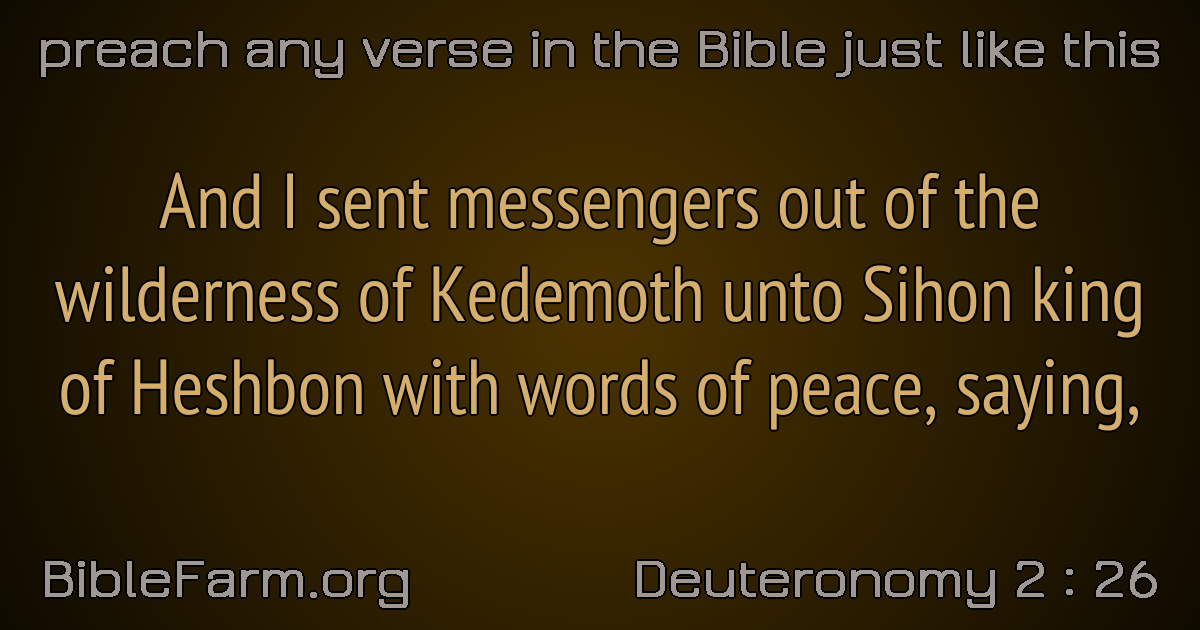 preach any verse in the Bible just like this
And I sent messengers out of the
wilderness of Kedemoth unto Sihon king
of Heshbon with words of peace, saying,
BibleFarm.org
Deuteronomy 2 : 26